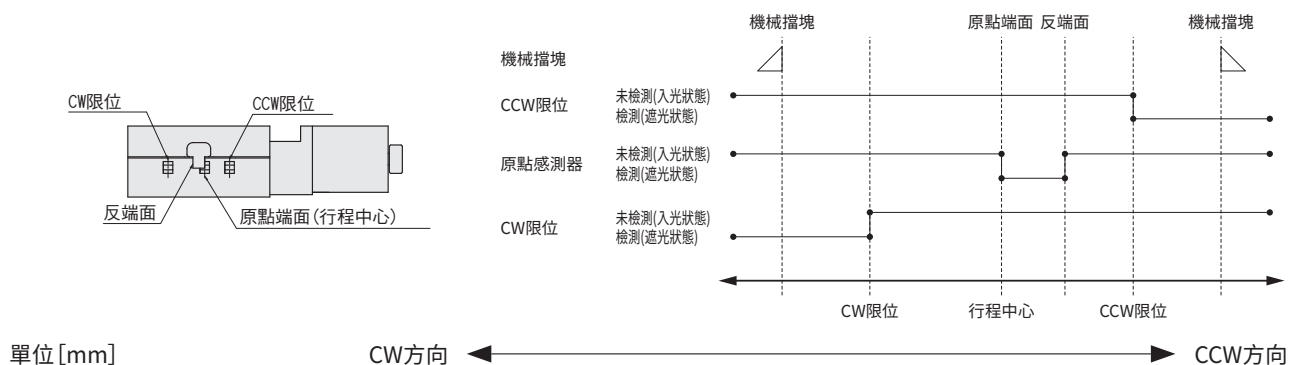 機械擋塊
原點端面
反端面
機械擋塊
機械擋塊
CCW限位
未檢測(入光狀態)
檢測(遮光狀態)
原點感測器
未檢測(入光狀態)
檢測(遮光狀態)
CW限位
未檢測(入光狀態)
檢測(遮光狀態)
CW限位
CCW限位
反端面
原點端面(行程中心)
CW限位
行程中心
CCW限位
單位[mm]
CW方向
CCW方向